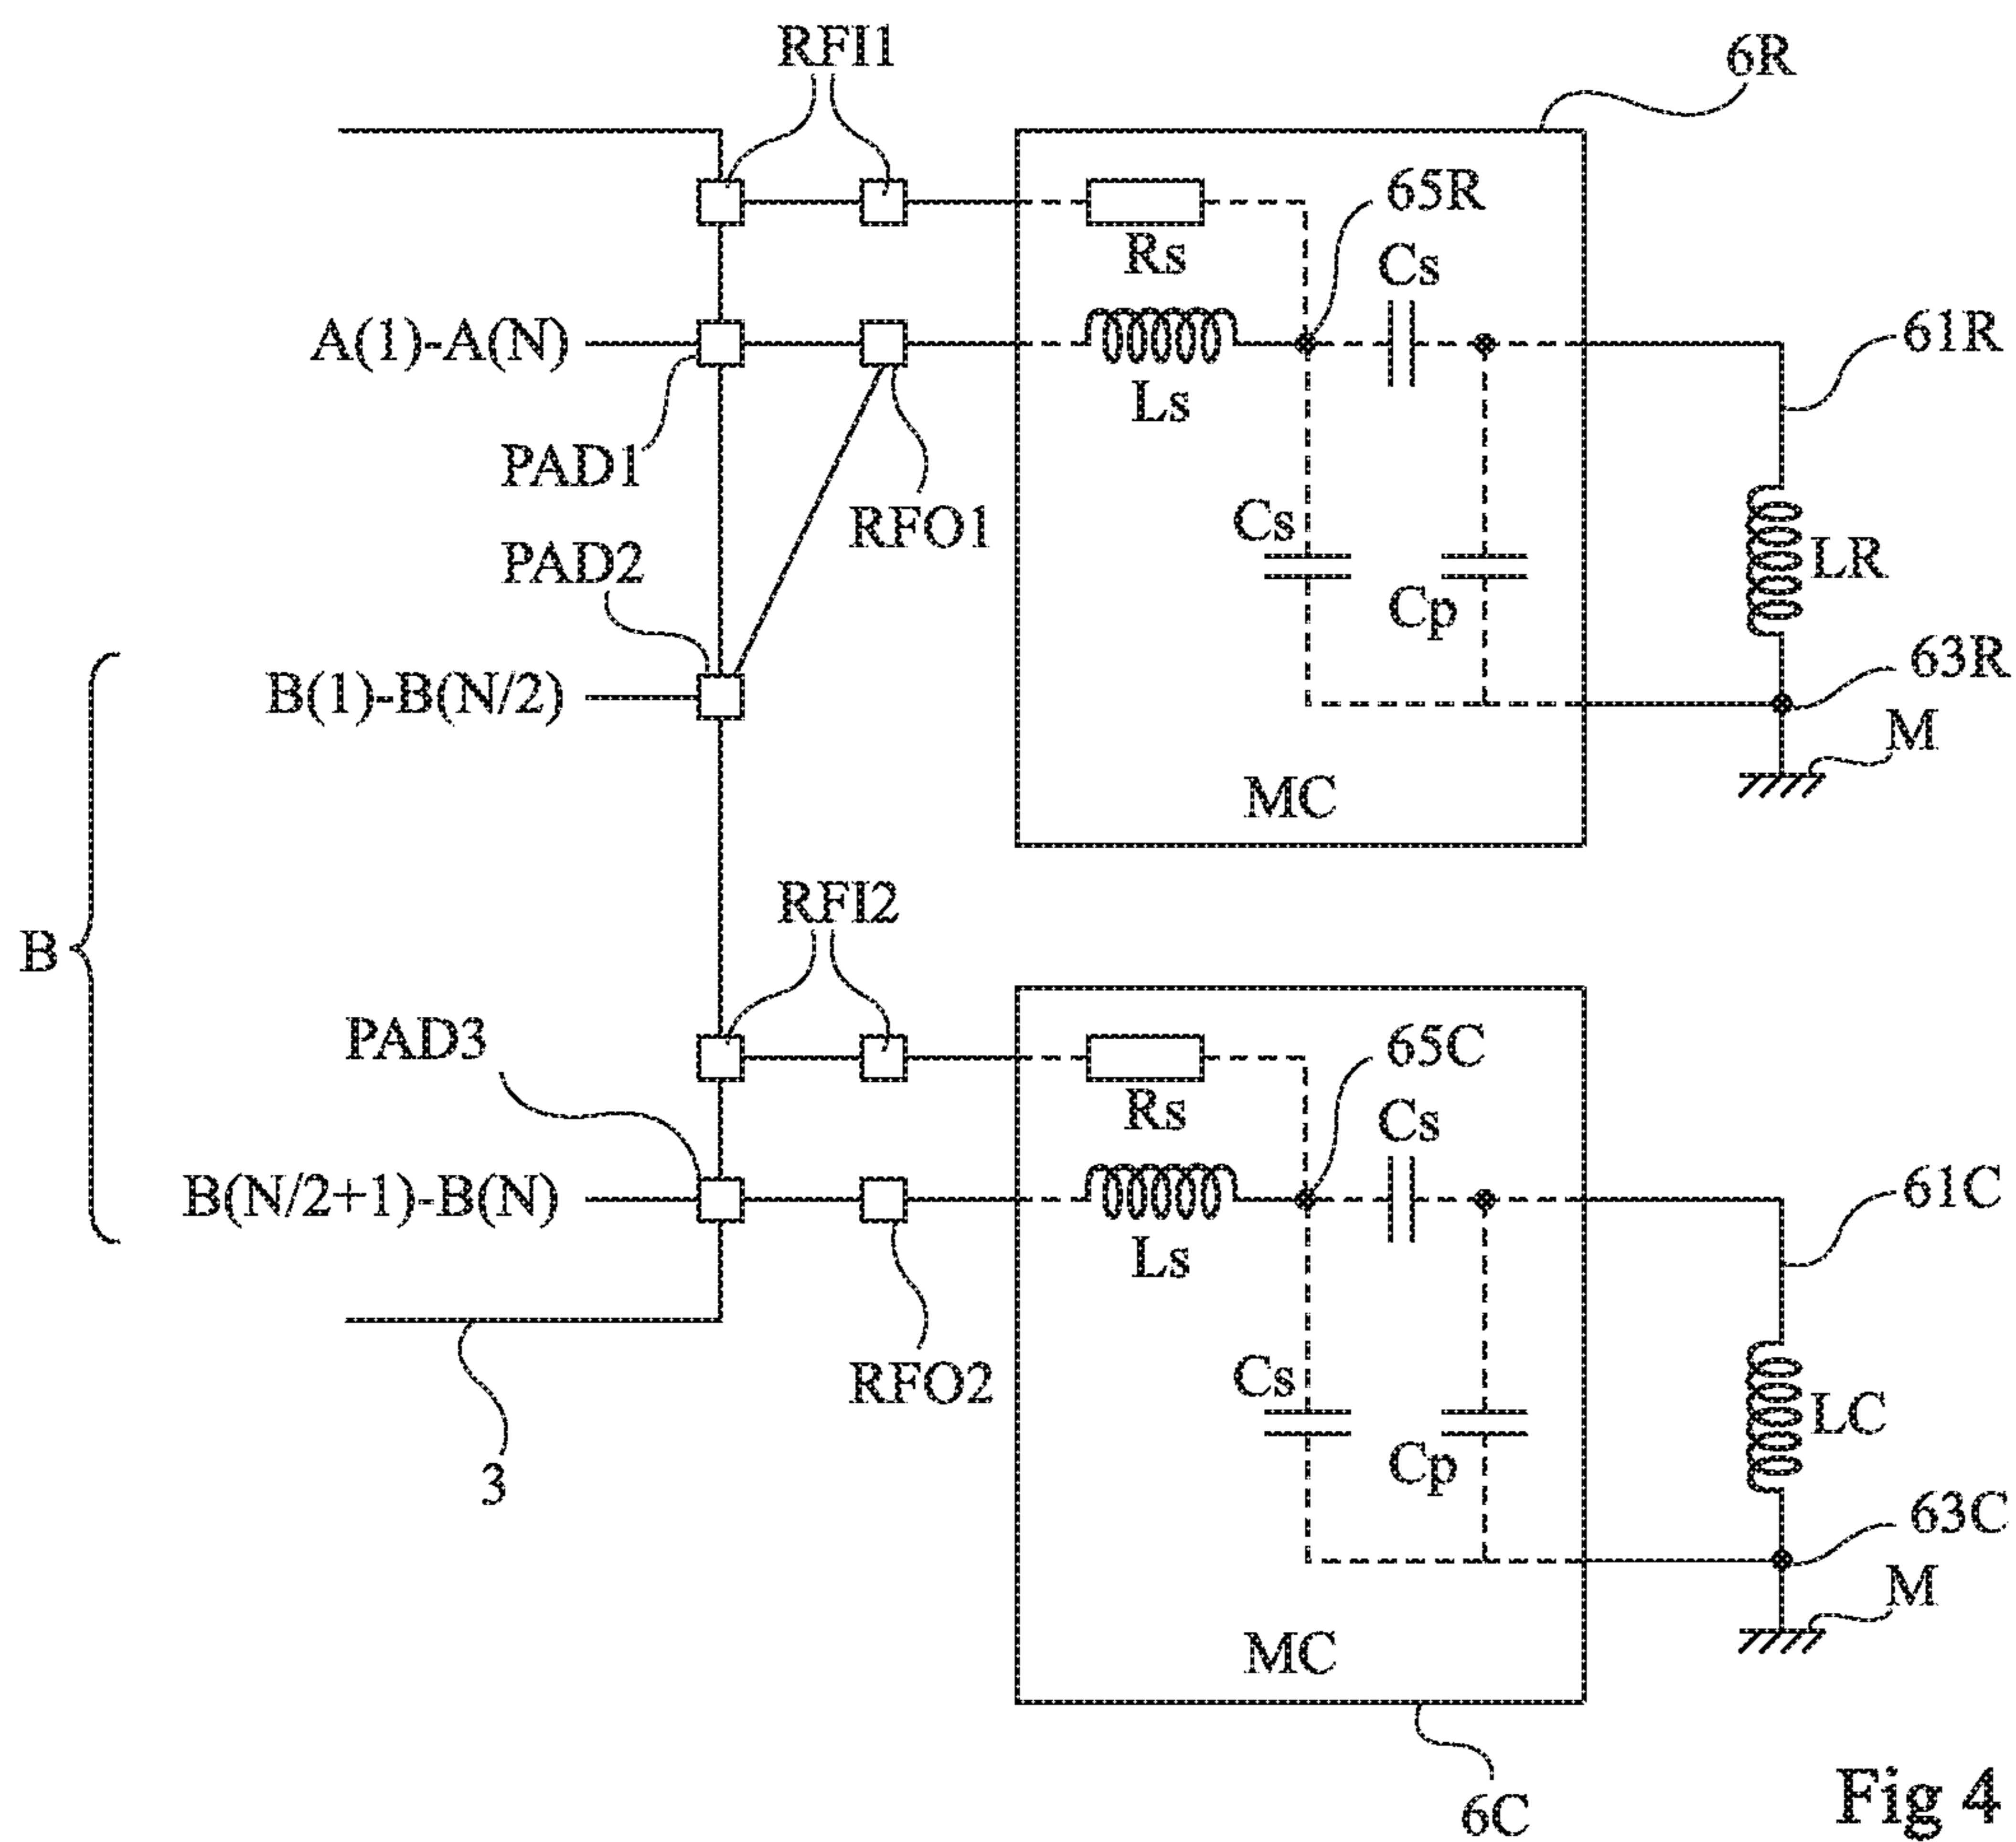 RFI1
6R
65R
Rs
Cs
A(1)-A(N)
61R
Ls
PAD1
RFO1
Cs
PAD2
LR
Cp
B(1)-B(N/2)
63R
M
MC
RFI2
B
PAD3
65C
Rs
Cs
B(N/2+1)-B(N)
61C
Ls
RFO2
Cs
LC
Cp
3
63C
M
MC
6C
Fig 4